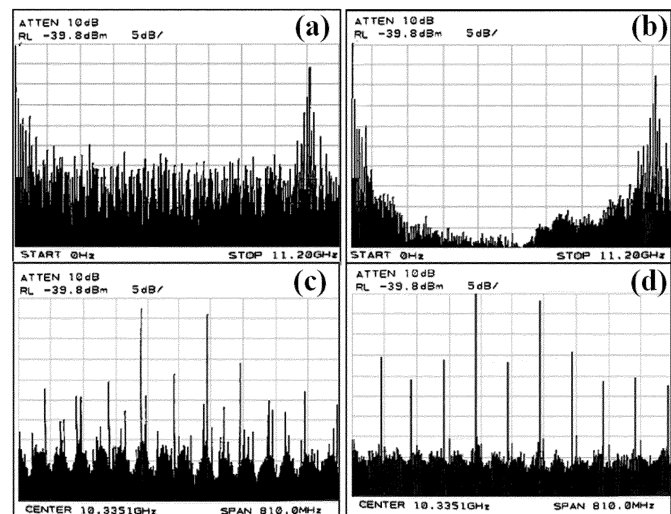 ATTEN 10dB (a)
RL -39.8dBm 5dB/
START 0Hz STOP 11.20GHz
ATTEN 10dB (b)
RL -39.8dBm 5dB/
START 0Hz STOP 11.20GHz
ATTEN 10dB (c)
RL -39.8dBm 5dB/
CENTER 10.3351GHz SPAN 810.0MHz
ATTEN 10dB (d)
RL -39.8dBm 5dB/
CENTER 10.3351GHz SPAN 810.0MHz